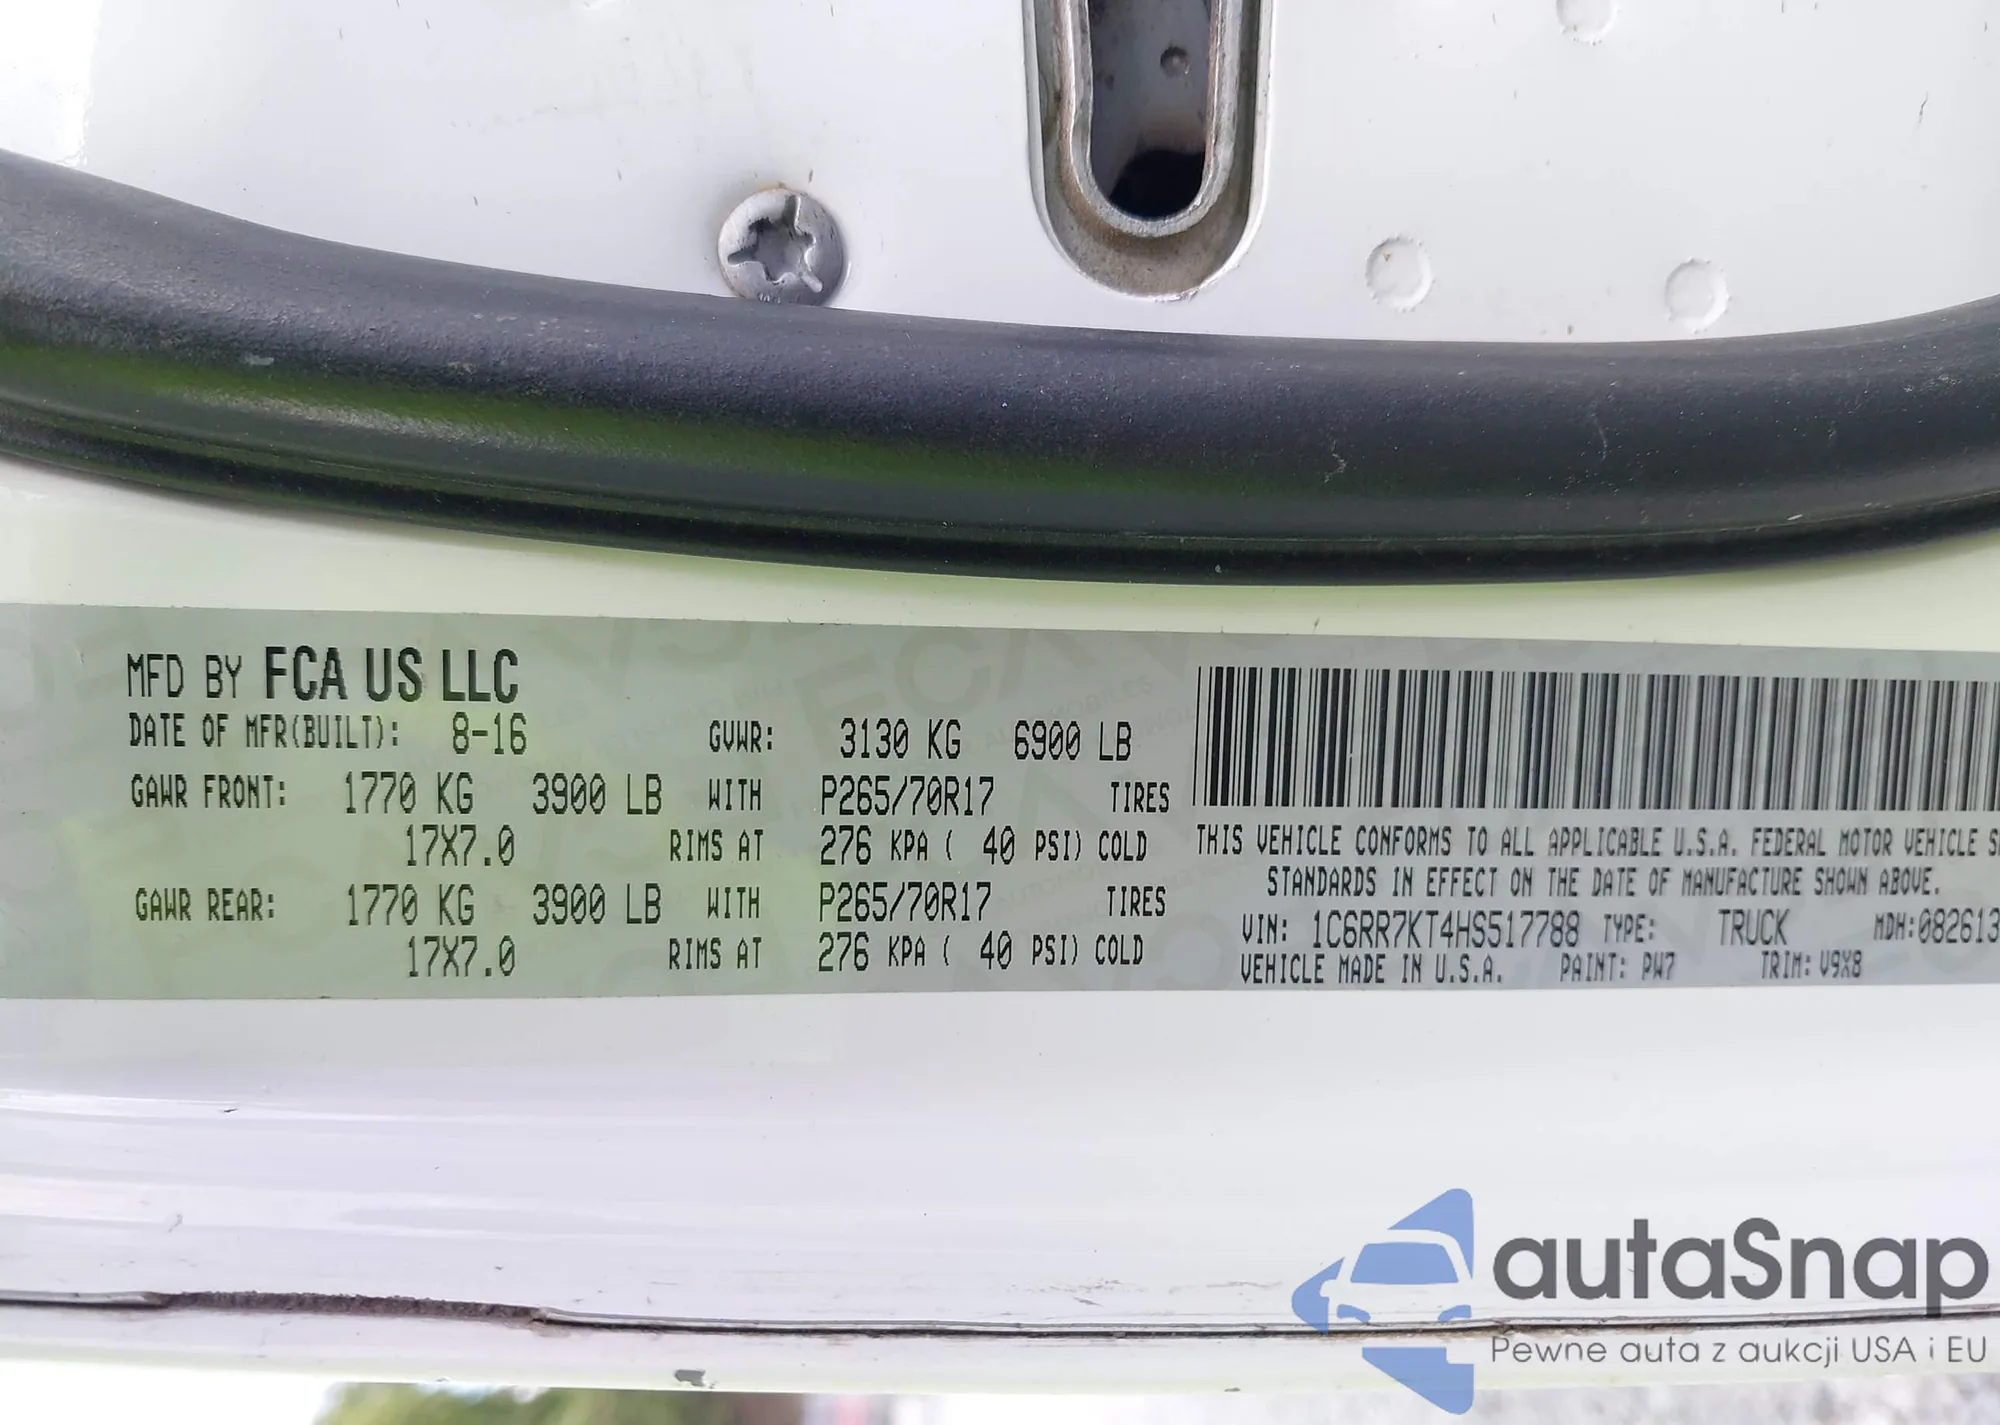 MFD BY FCA US LLC
DATE OF MFR(BUILT): 8-16 GVWR: 3130 KG 6900 LB
GAWR FRONT: 1770 KG 3900 LB WITH P265/70R17 TIRES
17X7.0 RIMS AT 276 KPA ( 40 PSI) COLD
GAWR REAR: 1770 KG 3900 LB WITH P265/70R17 TIRES
17X7.0 RIMS AT 276 KPA ( 40 PSI) COLD
THIS VEHICLE CONFORMS TO ALL APPLICABLE U.S.A. FEDERAL MOTOR VEHICLE
STANDARDS IN EFFECT ON THE DATE OF MANUFACTURE SHOWN ABOVE.
VIN: 1C6RR7KT4HS517788 TYPE: TRUCK MDH: 082613
VEHICLE MADE IN U.S.A. PAINT: PW7 TRIM: V9X8
autaSnap
Pewne auta z aukcji USA i EU